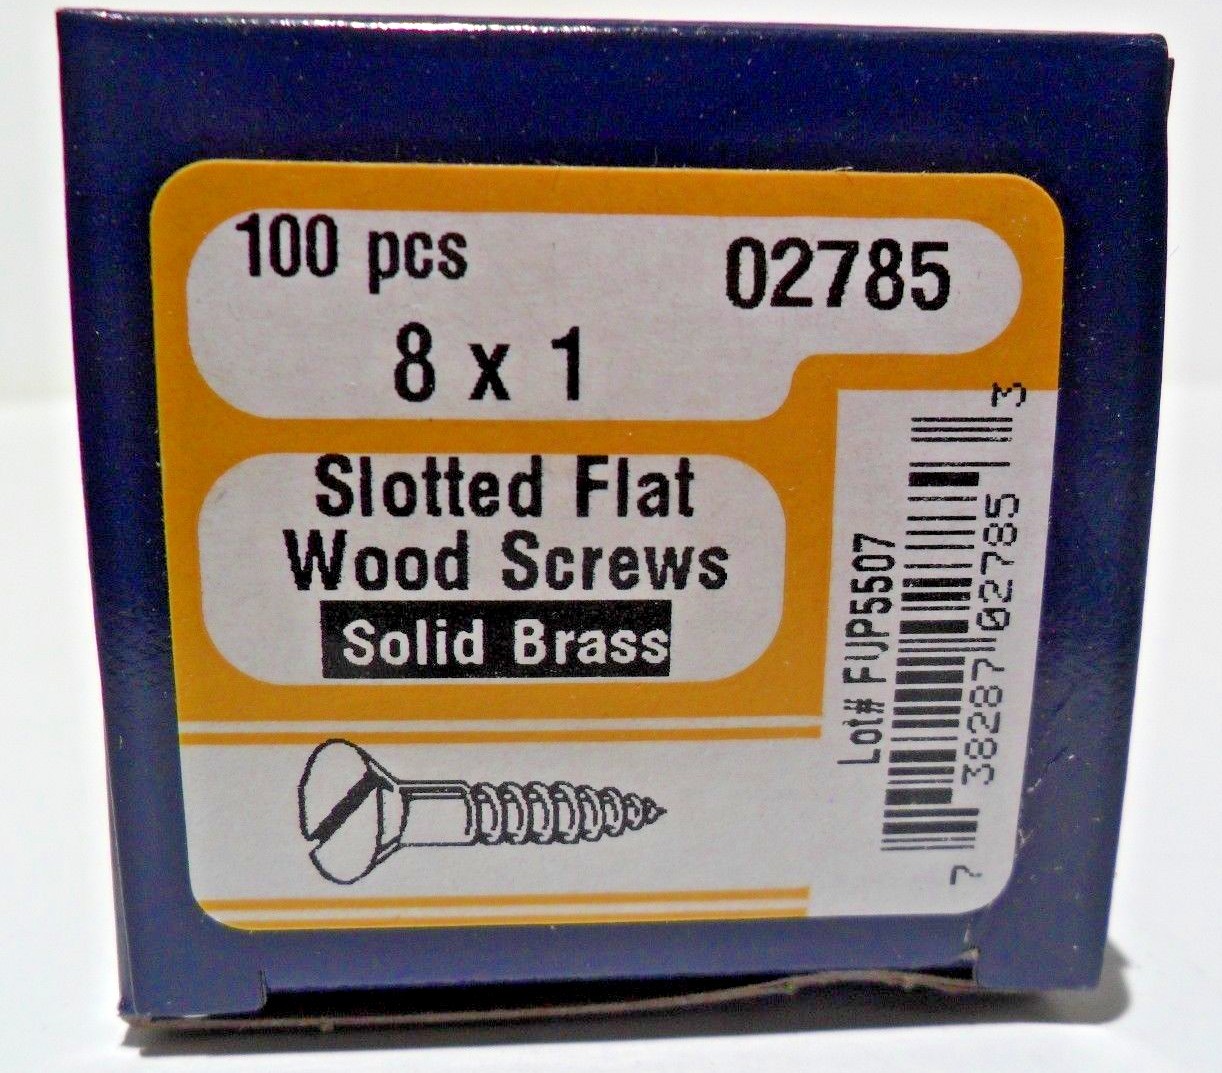 100 pcs
02785
8 x 1
Slotted Flat
Wood Screws
Solid Brass
Lot# FUP5507
7 38287 02785 3